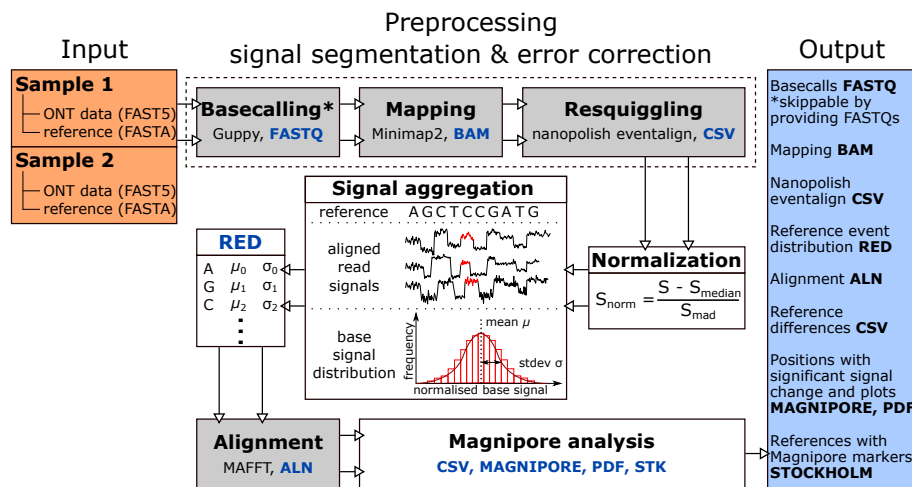 Input
Preprocessing
signal segmentation & error correction
Output
Sample 1
ONT data (FAST5)
reference (FASTA)
Sample 2
ONT data (FAST5)
reference (FASTA)
Basecalling*
Guppy, FASTQ
Mapping
Minimap2, BAM
Resquiggling
nanopolish eventalign, CSV
Normalization
S_norm = S - S_median / S_mad
Signal aggregation
reference A G C T C C G A T G
aligned
read
signals
base
signal
distribution
frequency
mean μ
stdev σ
normalised base signal
RED
A μ₀ σ₀
G μ₁ σ₁
C μ₂ σ₂
Alignment
MAFFT, ALN
Magnipore analysis
CSV, MAGNIPORE, PDF, STK
Basecalls FASTQ
*skippable by
providing FASTQs
Mapping BAM
Nanopolish
eventalign CSV
Reference event
distribution RED
Alignment ALN
Reference
differences CSV
Positions with
significant signal
change and plots
MAGNIPORE, PDF
References with
Magnipore markers
STOCKHOLM